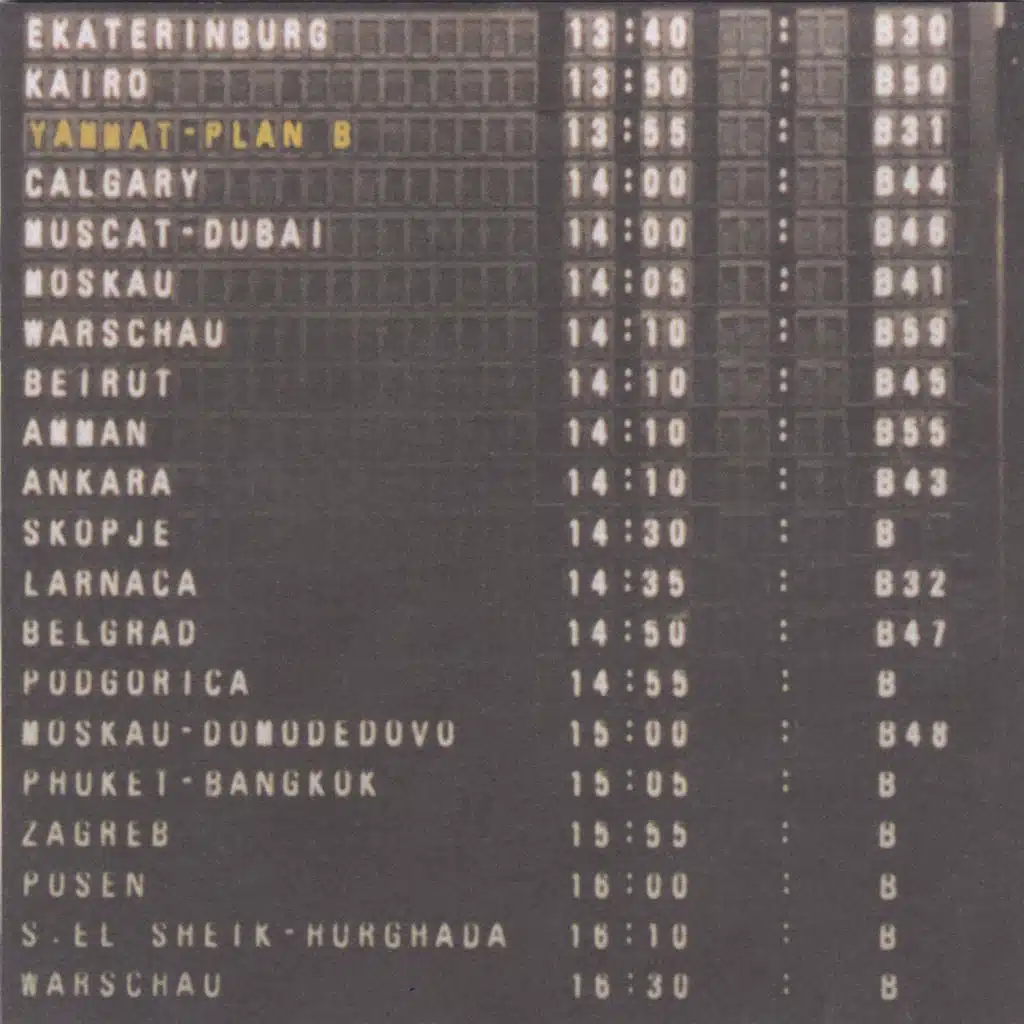 EKATERINBURG 13:40 : B30
KAIRO 13:50 : B50
YAMMAT-PLAN B 13:55 : B31
CALGARY 14:00 : B44
MUSCAT-DUBAI 14:00 : B46
MOSKAU 14:05 : B41
WARSCHAU 14:10 : B59
BEIRUT 14:10 : B45
AMMAN 14:10 : B55
ANKARA 14:10 : B43
SKOPJE 14:30 : B
LARNACA 14:35 : B32
BELGRAD 14:50 : B47
PODGORICA 14:55 : B
MOSKAU-DOMODEDOVO 15:00 : B48
PHUKET-BANGKOK 15:05 : B
ZAGREB 15:55 : B
POSEN 16:00 : B
S.EL SHEIK-HURGHADA 16:10 : B
WARSCHAU 16:30 : B